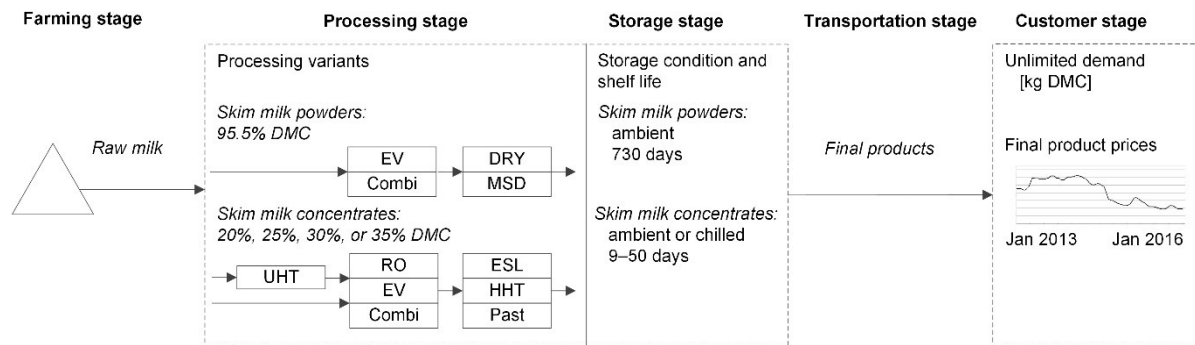 Farming stage
Processing stage
Storage stage
Transportation stage
Customer stage
Raw milk
Processing variants
Skim milk powders:
95.5% DMC
EV
Combi
DRY
MSD
Skim milk concentrates:
20%, 25%, 30%, or 35% DMC
UHT
RO
EV
Combi
ESL
HHT
Past
Storage condition and
shelf life
Skim milk powders:
ambient
730 days
Skim milk concentrates:
ambient or chilled
9–50 days
Final products
Unlimited demand
[kg DMC]
Final product prices
Jan 2013
Jan 2016